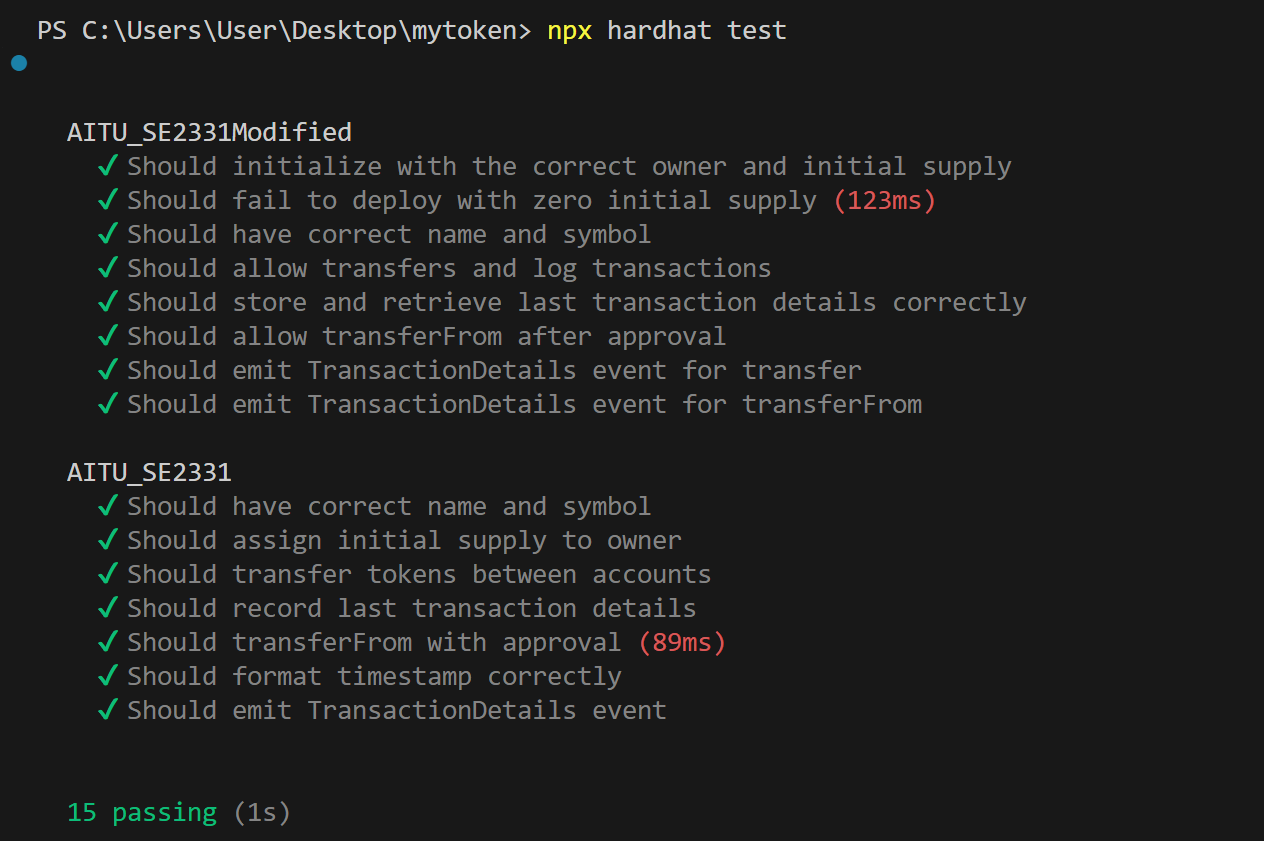 PS C:\Users\User\Desktop\mytoken> npx hardhat test
AITU_SE2331Modified
✓ Should initialize with the correct owner and initial supply
✓ Should fail to deploy with zero initial supply (123ms)
✓ Should have correct name and symbol
✓ Should allow transfers and log transactions
✓ Should store and retrieve last transaction details correctly
✓ Should allow transferFrom after approval
✓ Should emit TransactionDetails event for transfer
✓ Should emit TransactionDetails event for transferFrom
AITU_SE2331
✓ Should have correct name and symbol
✓ Should assign initial supply to owner
✓ Should transfer tokens between accounts
✓ Should record last transaction details
✓ Should transferFrom with approval (89ms)
✓ Should format timestamp correctly
✓ Should emit TransactionDetails event
15 passing (1s)